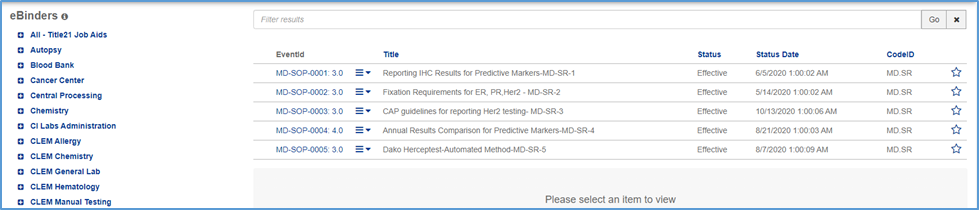 eBinders
All - Title21 Job Aids
Autopsy
Blood Bank
Cancer Center
Central Processing
Chemistry
CI Labs Administration
CLEM Allergy
CLEM Chemistry
CLEM General Lab
CLEM Hematology
CLEM Manual Testing
Filter results Go
EventId Title Status Status Date CodeID
MD-SOP-0001: 3.0 Reporting IHC Results for Predictive Markers-MD-SR-1 Effective 6/5/2020 1:00:02 AM MD.SR
MD-SOP-0002: 3.0 Fixation Requirements for ER, PR,Her2 - MD-SR-2 Effective 5/14/2020 1:00:02 AM MD.SR
MD-SOP-0003: 3.0 CAP guidelines for reporting Her2 testing- MD-SR-3 Effective 10/13/2020 1:00:06 AM MD.SR
MD-SOP-0004: 4.0 Annual Results Comparison for Predictive Markers-MD-SR-4 Effective 8/21/2020 1:00:03 AM MD.SR
MD-SOP-0005: 3.0 Dako Herceptest-Automated Method-MD-SR-5 Effective 8/7/2020 1:00:09 AM MD.SR
Please select an item to view